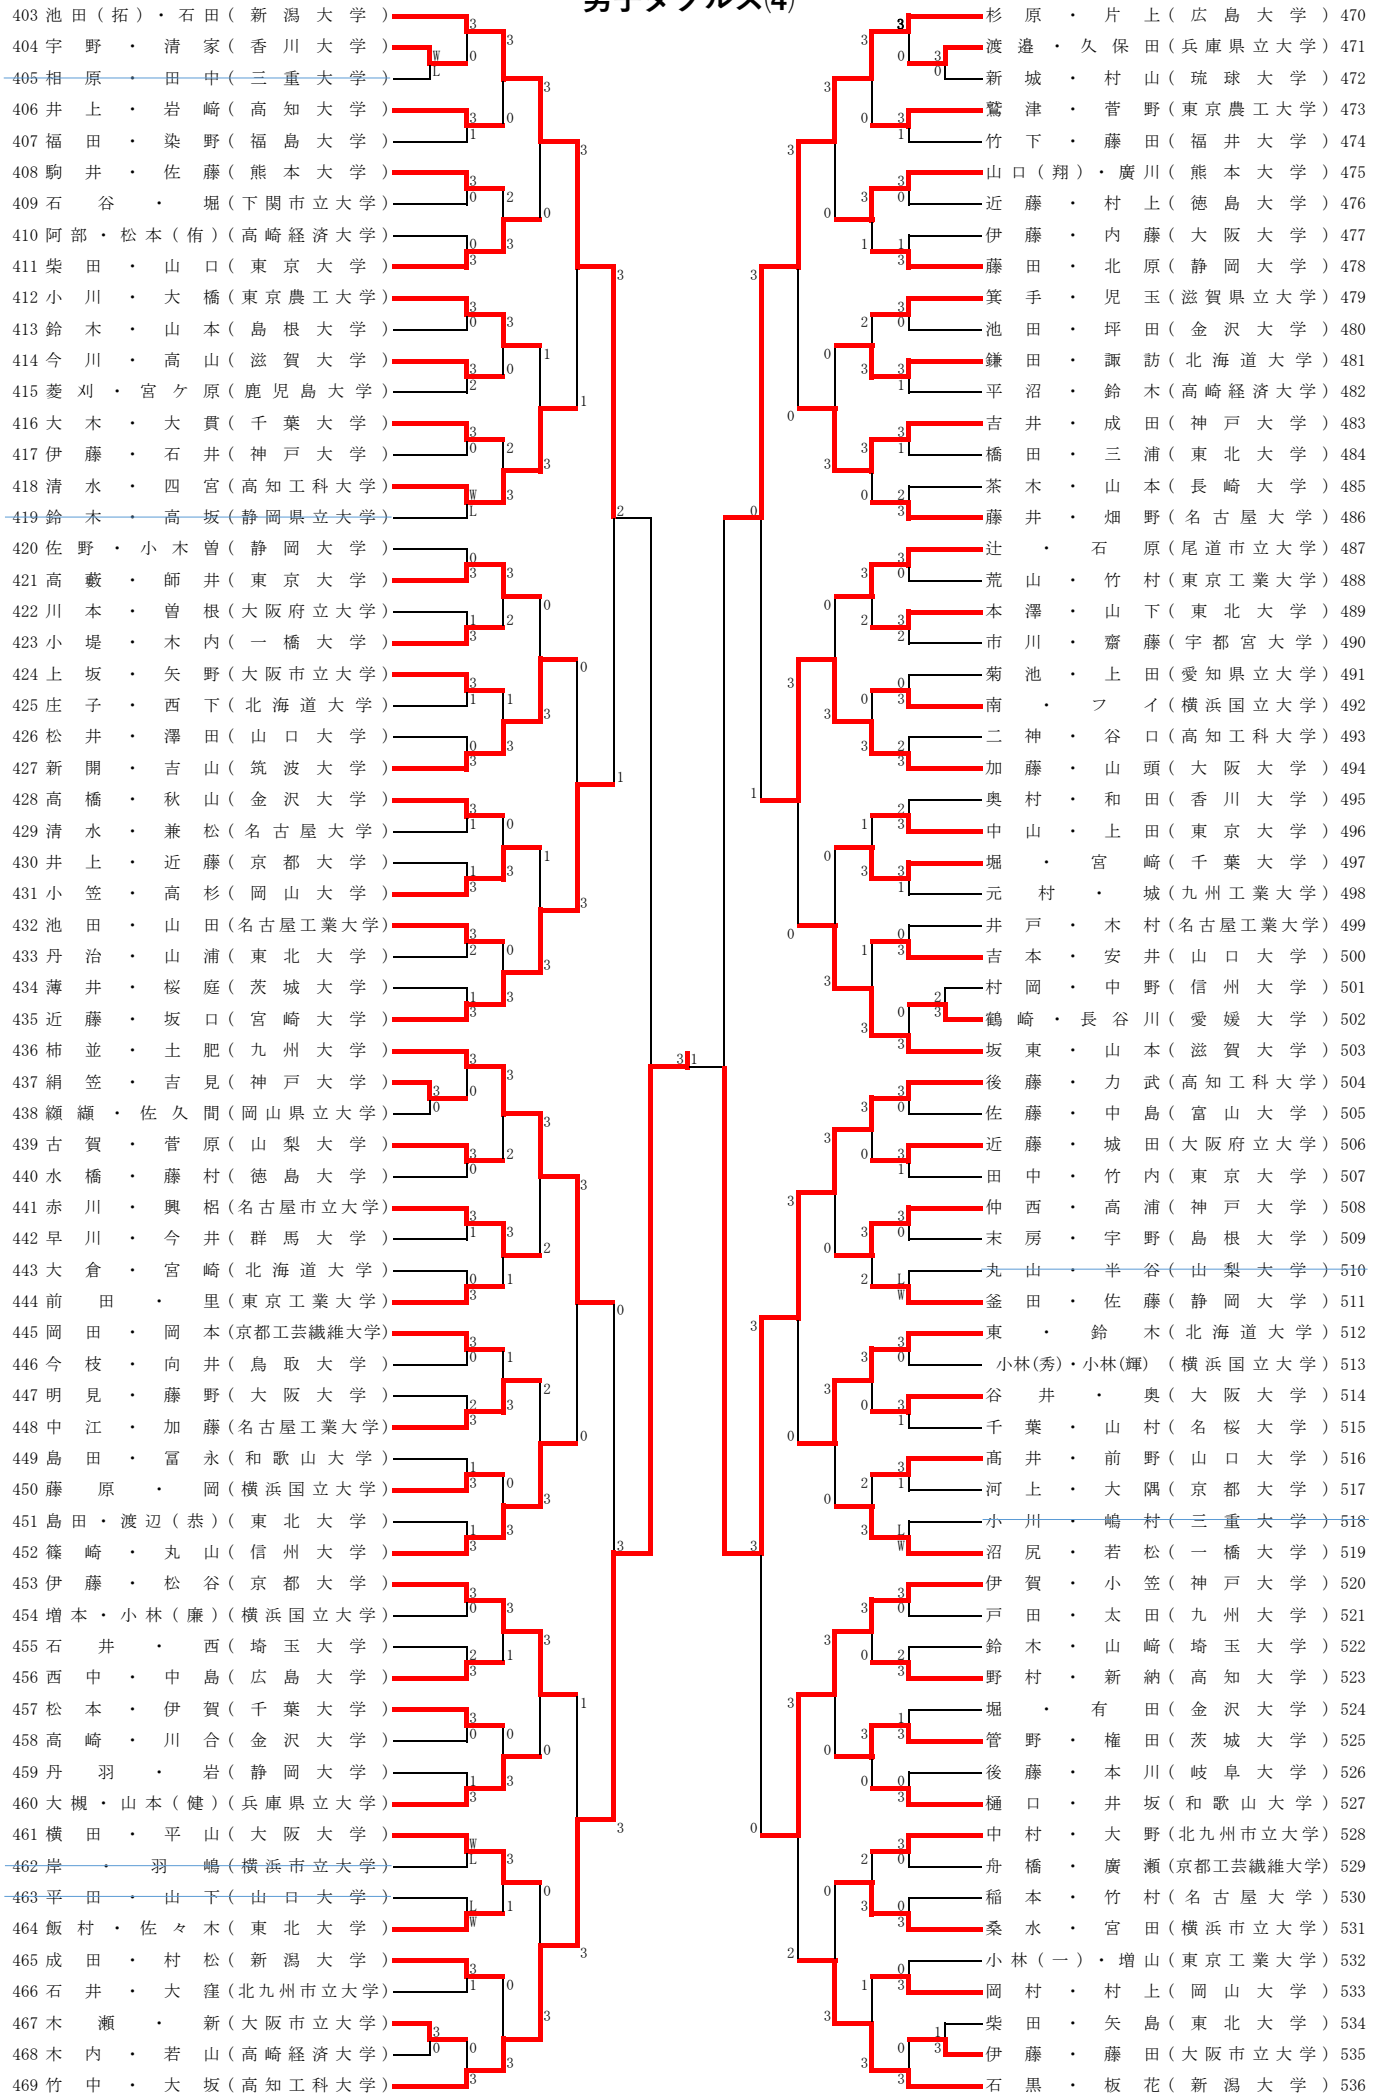 男子ダブルス(4)
403 池田(拓)・石田(新潟大学)
404 宇野・清家(香川大学)
405 相原・田中(三重大学)
406 井上・岩﨑(高知大学)
407 福田・染野(福島大学)
408 駒井・佐藤(熊本大学)
409 石谷・堀(下関市立大学)
410 阿部・松本(侑)(高崎経済大学)
411 柴田・山口(東京大学)
412 小川・大橋(東京農工大学)
413 鈴木・山本(島根大学)
414 今川・高山(滋賀大学)
415 菱刈・宮ケ原(鹿児島大学)
416 大木・大貫(千葉大学)
417 伊藤・石井(神戸大学)
418 清水・四宮(高知工科大学)
419 鈴木・高坂(静岡県立大学)
420 佐野・小木曽(静岡大学)
421 高藪・師井(東京大学)
422 川本・曽根(大阪府立大学)
423 小堤・木内(一橋大学)
424 上坂・矢野(大阪市立大学)
425 庄子・西下(北海道大学)
426 松井・澤田(山口大学)
427 新開・吉山(筑波大学)
428 高橋・秋山(金沢大学)
429 清水・兼松(名古屋大学)
430 井上・近藤(京都大学)
431 小笠・高杉(岡山大学)
432 池田・山田(名古屋工業大学)
433 丹治・山浦(東北大学)
434 薄井・桜庭(茨城大学)
435 近藤・坂口(宮崎大学)
436 柿並・土肥(九州大学)
437 絹笠・吉見(神戸大学)
438 纐纈・佐久間(岡山県立大学)
439 古賀・菅原(山梨大学)
440 水橋・藤村(徳島大学)
441 赤川・興梠(名古屋市立大学)
442 早川・今井(群馬大学)
443 大倉・宮崎(北海道大学)
444 前田・里(東京工業大学)
445 岡田・岡本(京都工芸繊維大学)
446 今枝・向井(鳥取大学)
447 明見・藤野(大阪大学)
448 中江・加藤(名古屋工業大学)
449 島田・冨永(和歌山大学)
450 藤原・岡(横浜国立大学)
451 島田・渡辺(恭)(東北大学)
452 篠崎・丸山(信州大学)
453 伊藤・松谷(京都大学)
454 増本・小林(廉)(横浜国立大学)
455 石井・西(埼玉大学)
456 西中・中島(広島大学)
457 松本・伊賀(千葉大学)
458 高崎・川合(金沢大学)
459 丹羽・岩(静岡大学)
460 大槻・山本(健)(兵庫県立大学)
461 横田・平山(大阪大学)
462 岸・羽嶋(横浜市立大学)
463 平田・山下(山口大学)
464 飯村・佐々木(東北大学)
465 成田・村松(新潟大学)
466 石井・大窪(北九州市立大学)
467 木瀬・新(大阪市立大学)
468 木内・若山(高崎経済大学)
469 竹中・大坂(高知工科大学)
杉原・片上(広島大学) 470
渡邉・久保田(兵庫県立大学) 471
新城・村山(琉球大学) 472
鷲津・菅野(東京農工大学) 473
竹下・藤田(福井大学) 474
山口(翔)・廣川(熊本大学) 475
近藤・村上(徳島大学) 476
伊藤・内藤(大阪大学) 477
藤田・北原(静岡大学) 478
箕手・児玉(滋賀県立大学) 479
池田・坪田(金沢大学) 480
鎌田・諏訪(北海道大学) 481
平沼・鈴木(高崎経済大学) 482
吉井・成田(神戸大学) 483
橋田・三浦(東北大学) 484
茶木・山本(長崎大学) 485
藤井・畑野(名古屋大学) 486
辻・石原(尾道市立大学) 487
荒山・竹村(東京工業大学) 488
本澤・山下(東北大学) 489
市川・齋藤(宇都宮大学) 490
菊池・上田(愛知県立大学) 491
南・フイ(横浜国立大学) 492
二神・谷口(高知工科大学) 493
加藤・山頭(大阪大学) 494
奥村・和田(香川大学) 495
中山・上田(東京大学) 496
堀・宮﨑(千葉大学) 497
元村・城(九州工業大学) 498
井戸・木村(名古屋工業大学) 499
吉本・安井(山口大学) 500
村岡・中野(信州大学) 501
鶴崎・長谷川(愛媛大学) 502
坂東・山本(滋賀大学) 503
後藤・力武(高知工科大学) 504
佐藤・中島(富山大学) 505
近藤・城田(大阪府立大学) 506
田中・竹内(東京大学) 507
仲西・高浦(神戸大学) 508
末房・宇野(島根大学) 509
丸山・半谷(山梨大学) 510
釜田・佐藤(静岡大学) 511
東・鈴木(北海道大学) 512
小林(秀)・小林(輝)(横浜国立大学) 513
谷井・奥(大阪大学) 514
千葉・山村(名桜大学) 515
髙井・前野(山口大学) 516
河上・大隅(京都大学) 517
小川・嶋村(三重大学) 518
沼尻・若松(一橋大学) 519
伊賀・小笠(神戸大学) 520
戸田・太田(九州大学) 521
鈴木・山﨑(埼玉大学) 522
野村・新納(高知大学) 523
堀・有田(金沢大学) 524
管野・権田(茨城大学) 525
後藤・本川(岐阜大学) 526
樋口・井坂(和歌山大学) 527
中村・大野(北九州市立大学) 528
舟橋・廣瀬(京都工芸繊維大学) 529
稲本・竹村(名古屋大学) 530
桑水・宮田(横浜市立大学) 531
小林(一)・増山(東京工業大学) 532
岡村・村上(岡山大学) 533
柴田・矢島(東北大学) 534
伊藤・藤田(大阪市立大学) 535
石黒・板花(新潟大学) 536